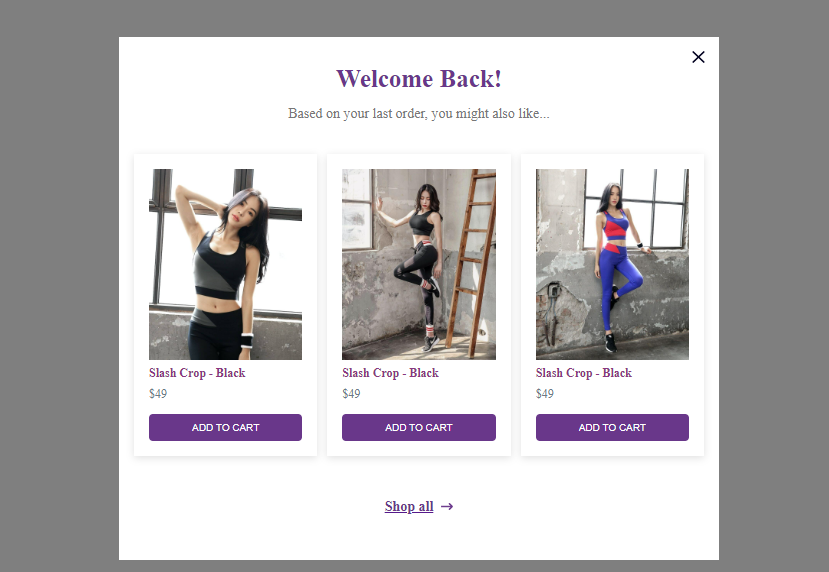 Welcome Back!
Based on your last order, you might also like...
Slash Crop - Black
$49
ADD TO CART
Slash Crop - Black
$49
ADD TO CART
Slash Crop - Black
$49
ADD TO CART
Shop all →